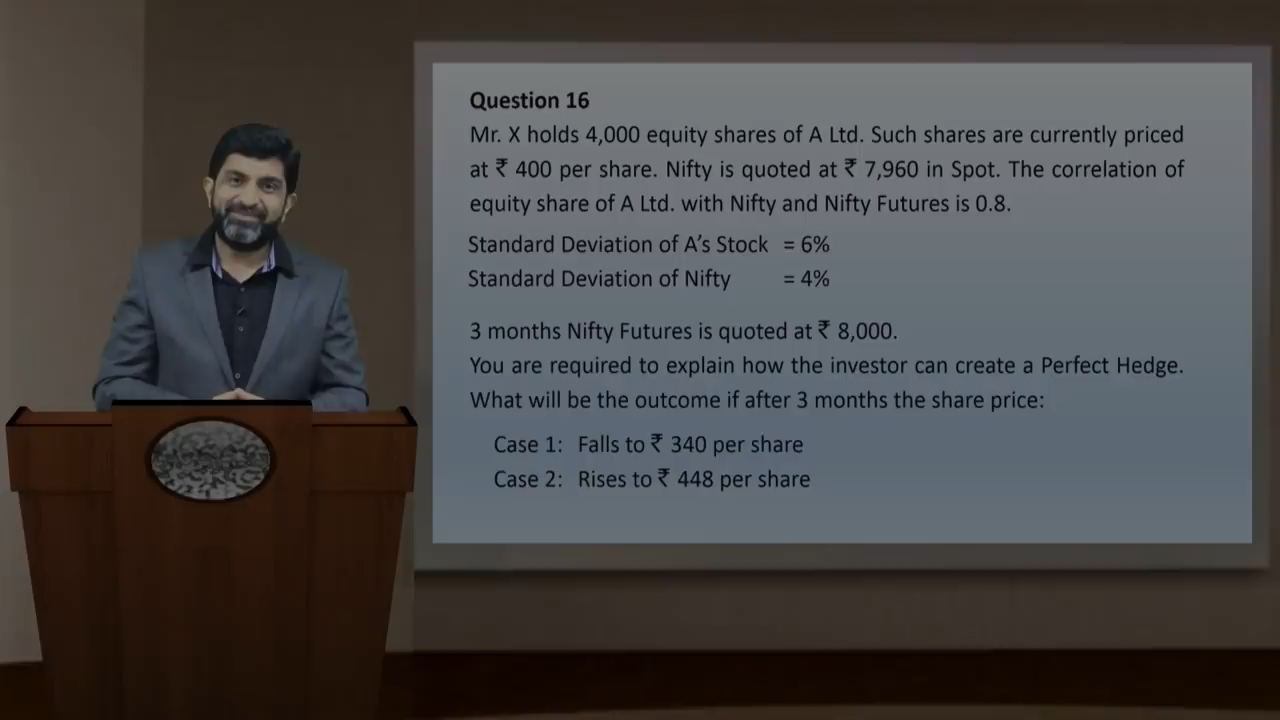 Question 16
Mr. X holds 4,000 equity shares of A Ltd. Such shares are currently priced
at ₹ 400 per share. Nifty is quoted at ₹ 7,960 in Spot. The correlation of
equity share of A Ltd. with Nifty and Nifty Futures is 0.8.
Standard Deviation of A’s Stock = 6%
Standard Deviation of Nifty = 4%
3 months Nifty Futures is quoted at ₹ 8,000.
You are required to explain how the investor can create a Perfect Hedge.
What will be the outcome if after 3 months the share price:
Case 1: Falls to ₹ 340 per share
Case 2: Rises to ₹ 448 per share